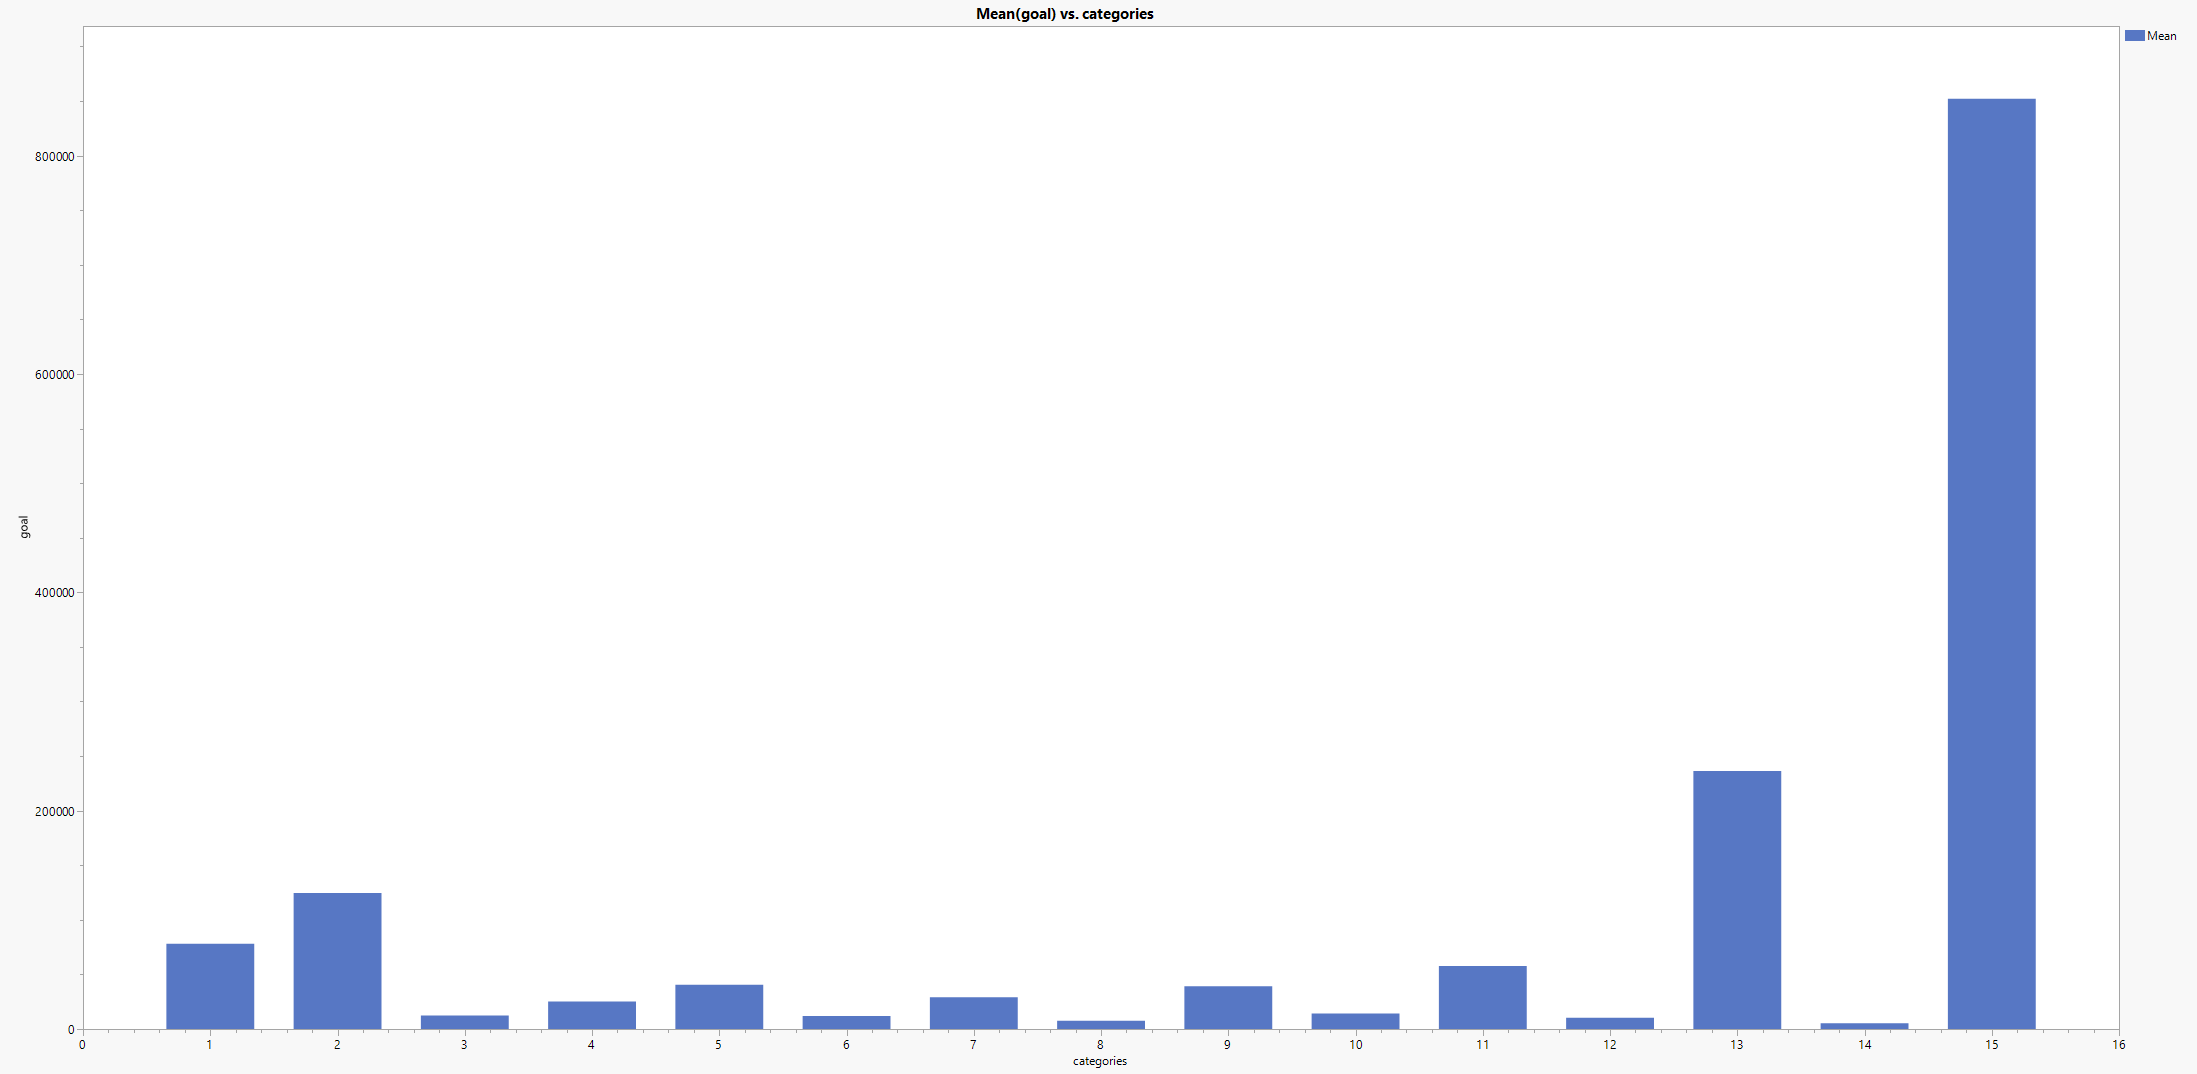 Mean(goal) vs. categories
Mean
800000
600000
400000
200000
0
goal
0 1 2 3 4 5 6 7 8 9 10 11 12 13 14 15 16
categories